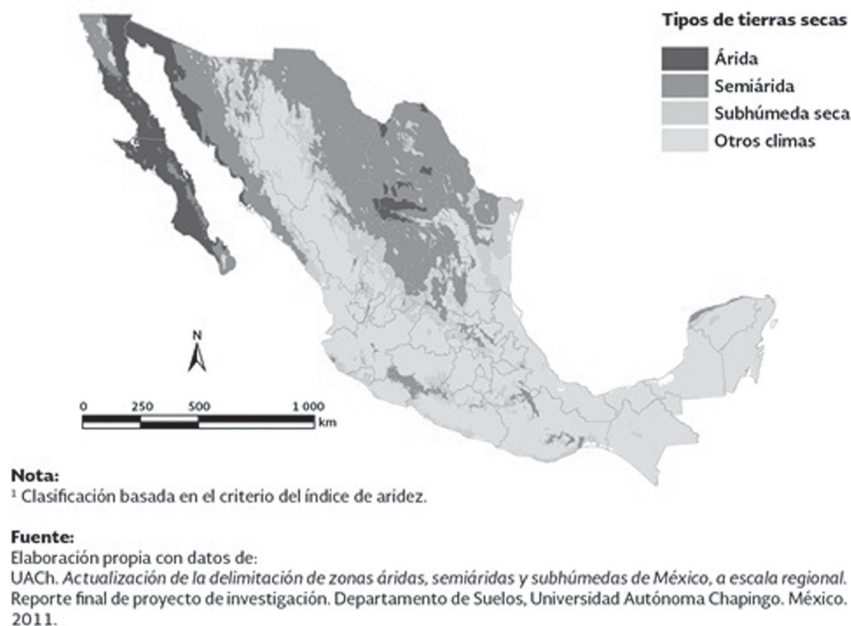 Tipos de tierras secas
Árida
Semiárida
Subhúmeda seca
Otros climas
N
0 250 500 1 000
km
Nota:
¹ Clasificación basada en el criterio del índice de aridez.
Fuente:
Elaboración propia con datos de:
UACh. Actualización de la delimitación de zonas áridas, semiáridas y subhúmedas de México, a escala regional.
Reporte final de proyecto de investigación. Departamento de Suelos, Universidad Autónoma Chapingo. México.
2011.